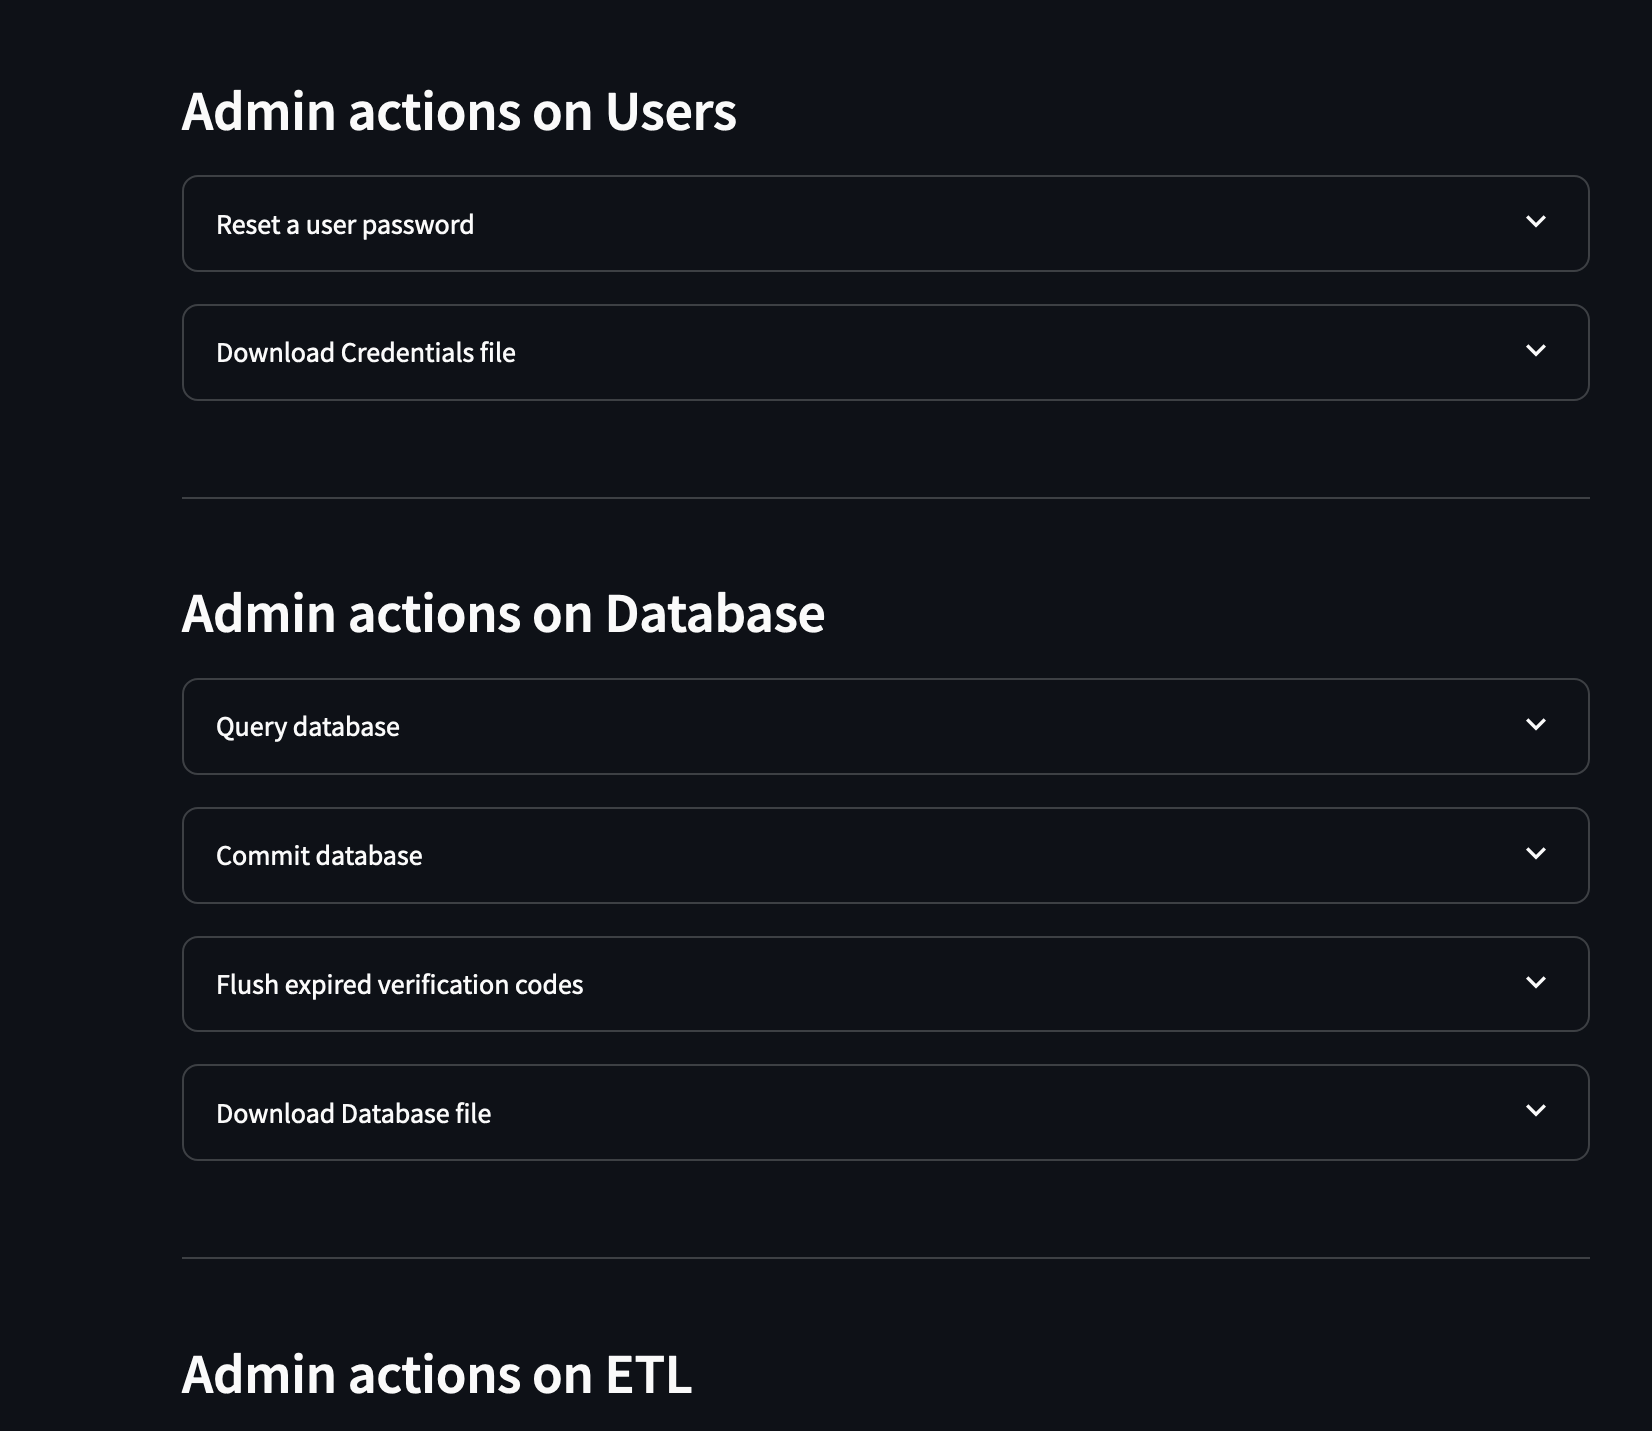 Admin actions on Users
Reset a user password
Download Credentials file
Admin actions on Database
Query database
Commit database
Flush expired verification codes
Download Database file
Admin actions on ETL